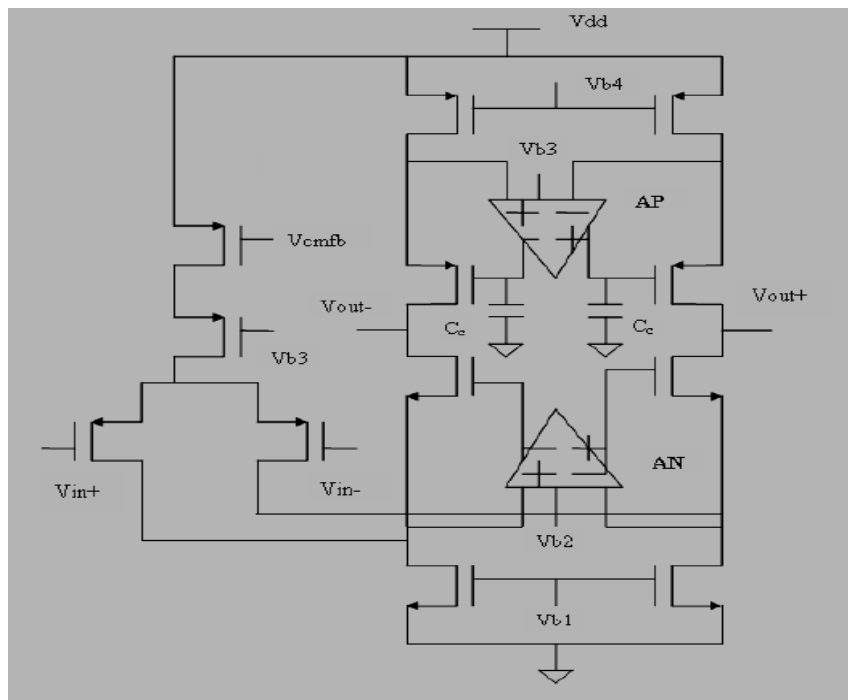 Vdd
Vb4
Vb3
AP
Vcmfb
Vout-
Vout+
Cc
Cc
Vb3
Vin+
Vin-
AN
Vb2
Vb1